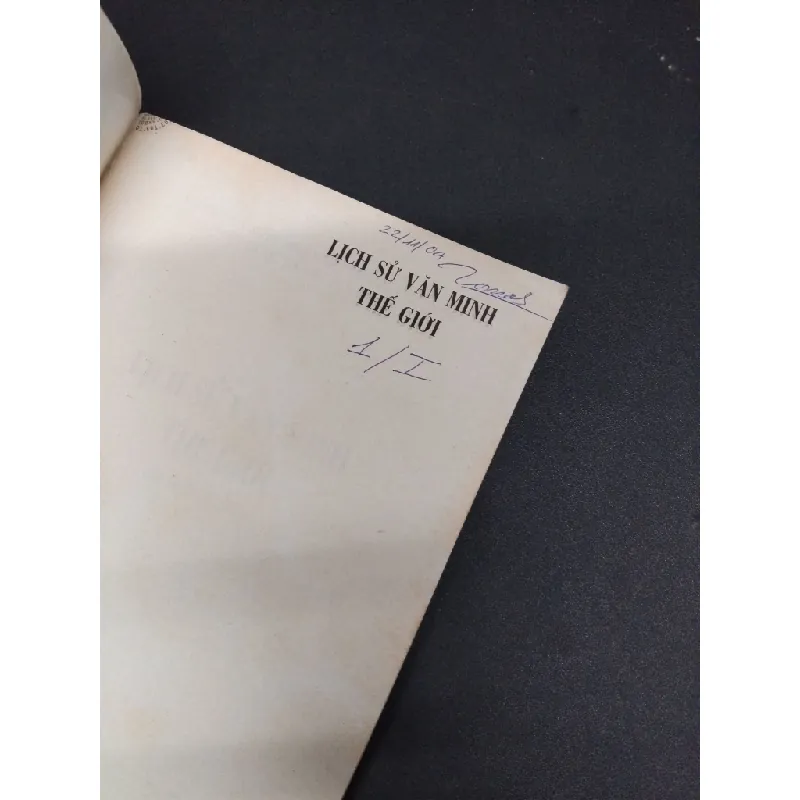 22/11/04
LỊCH SỬ VĂN MINH
THẾ GIỚI
1/I